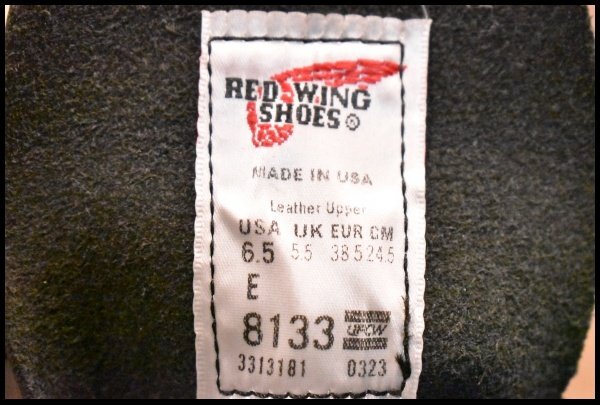 RED WING
SHOES®
MADE IN USA
Leather Upper
USA UK EUR CM
6.5 5.5 38.5 24.5
E
8133 UFCW
3313181 0323